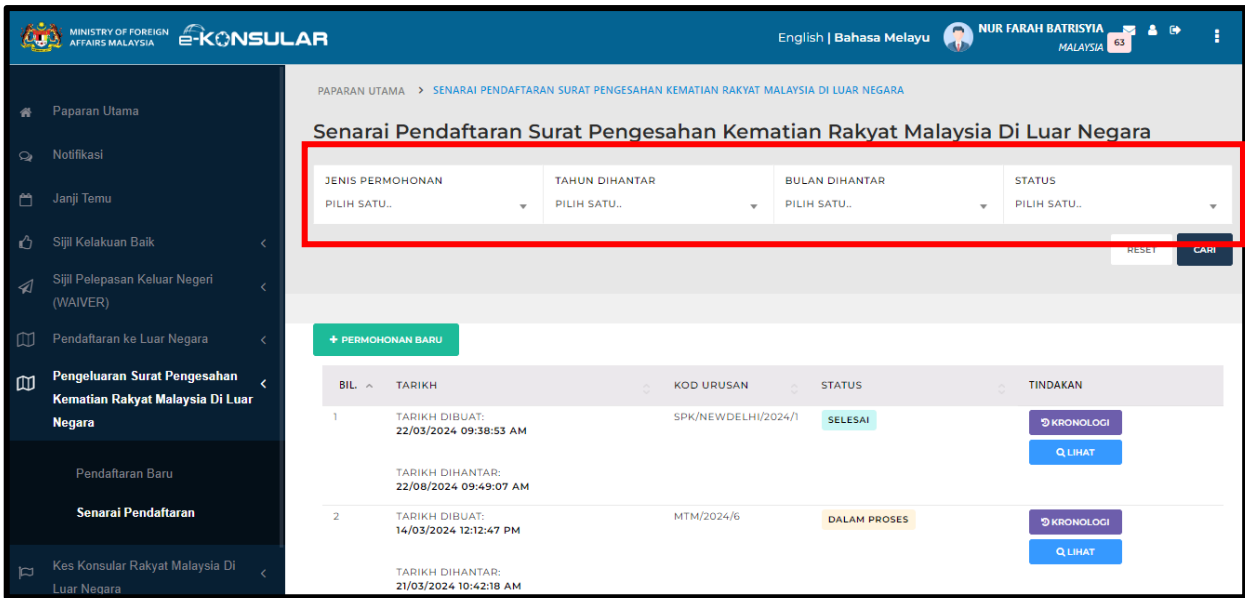 MINISTRY OF FOREIGN
AFFAIRS MALAYSIA
e-KONSULAR
English | Bahasa Melayu
NUR FARAH BATRISYIA
MALAYSIA
63
Paparan Utama
Notifikasi
Janji Temu
Sijil Kelakuan Baik
Sijil Pelepasan Keluar Negeri
(WAIVER)
Pendaftaran ke Luar Negara
Pengeluaran Surat Pengesahan
Kematian Rakyat Malaysia Di Luar
Negara
Pendaftaran Baru
Senarai Pendaftaran
Kes Konsular Rakyat Malaysia Di
Luar Negara
PAPARAN UTAMA > SENARAI PENDAFTARAN SURAT PENGESAHAN KEMATIAN RAKYAT MALAYSIA DI LUAR NEGARA
Senarai Pendaftaran Surat Pengesahan Kematian Rakyat Malaysia Di Luar Negara
JENIS PERMOHONAN TAHUN DIHANTAR BULAN DIHANTAR STATUS
PILIH SATU.. PILIH SATU.. PILIH SATU.. PILIH SATU..
RESET CARI
+ PERMOHONAN BARU
BIL. TARIKH KOD URUSAN STATUS TINDAKAN
1 TARIKH DIBUAT: SPK/NEWDELHI/2024/1 SELESAI KRONOLOGI
22/03/2024 09:38:53 AM
LIHAT
TARIKH DIHANTAR:
22/08/2024 09:49:07 AM
2 TARIKH DIBUAT: MTM/2024/6 DALAM PROSES KRONOLOGI
14/03/2024 12:12:47 PM
LIHAT
TARIKH DIHANTAR:
21/03/2024 10:42:18 AM